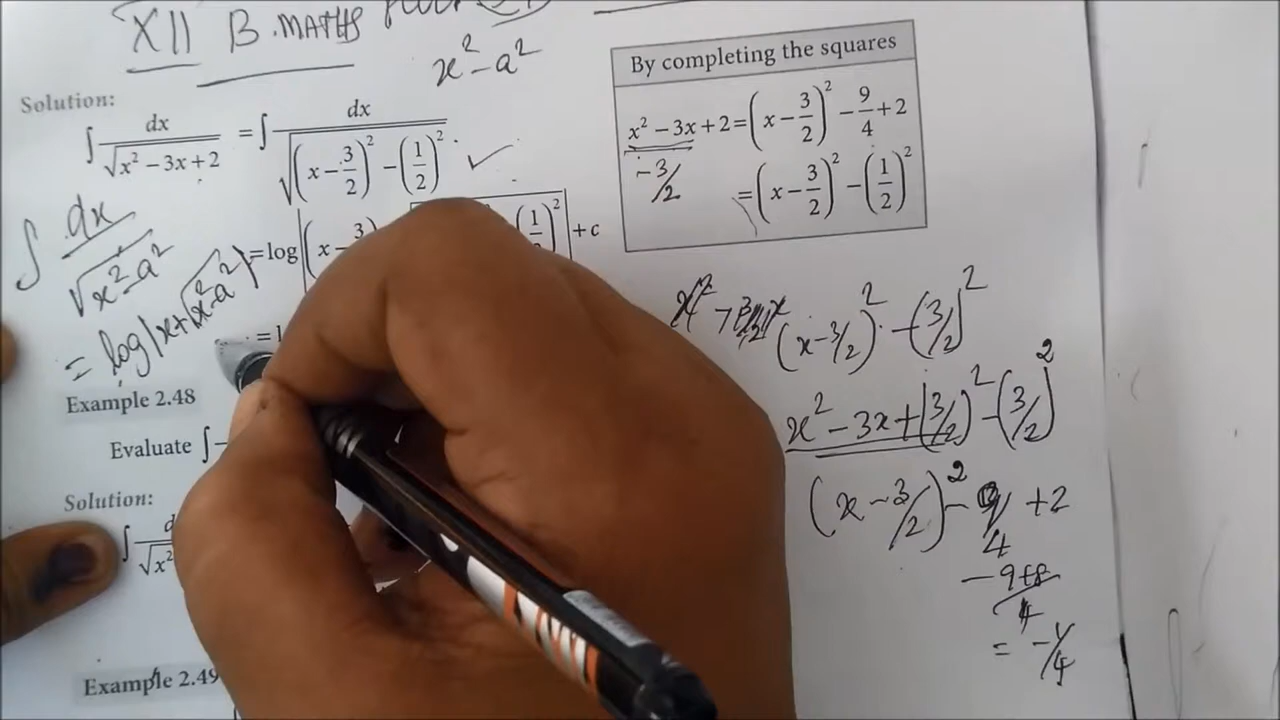 XII B.MATHS
x² - a²
Solution:
∫ dx/√(x² − 3x + 2) = ∫ dx/√((x − 3/2)² − (1/2)²) .
∫ dx/√(x² - a²)
= log|x + √(x² - a²)|
= log|(x − 3/2) (1/2)²| + c
=
Example 2.48
Evaluate ∫
Solution:
∫ d /√x²
Example 2.49
By completing the squares
x² − 3x + 2 = (x − 3/2)² − 9/4 + 2
-3/2
= (x − 3/2)² − (1/2)²
(x - 3/2)² - (3/2)²
x² - 3x + (3/2)² - (3/2)²
(x - 3/2)² - 9/4 + 2
-9+8/4
= -1/4